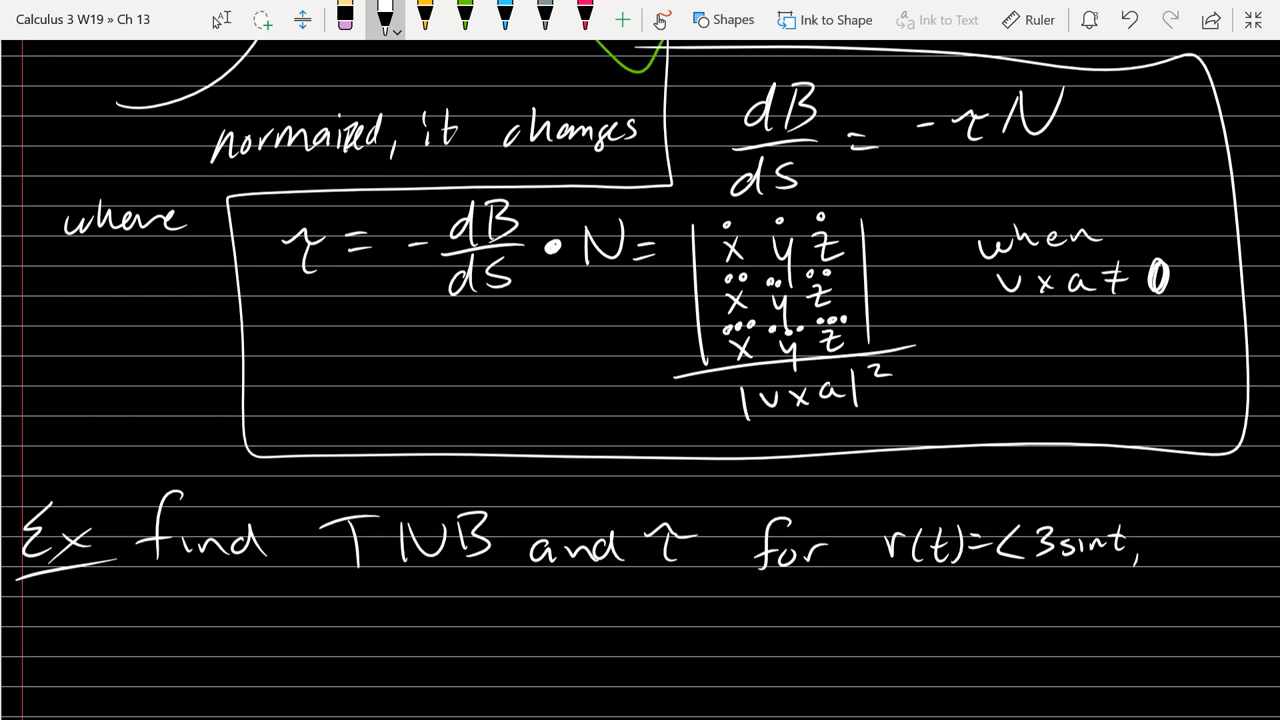 Calculus 3 W19 » Ch 13
Shapes
Ink to Shape
Ink to Text
Ruler
normaized, it changes
dB/ds = -τN
where
τ = - dB/ds • N = |ẋ ẏ ż
ẍ ÿ z̈
x⃛ y⃛ z⃛| / |v x a|²
when
v x a ≠ 0
Ex find TNB and τ for r(t)=<3sint,